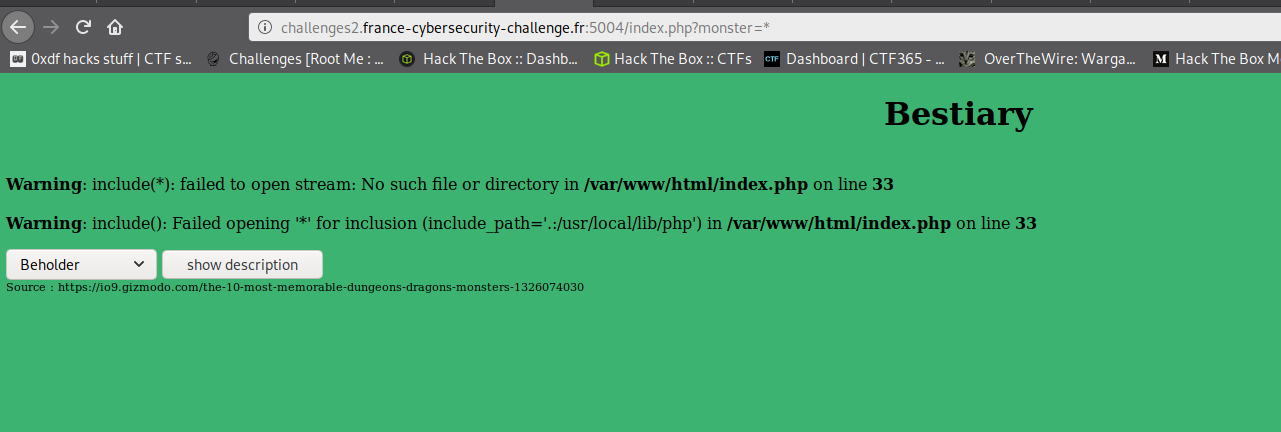 challenges2.france-cybersecurity-challenge.fr:5004/index.php?monster=*
0xdf hacks stuff | CTF s... Challenges [Root Me : ... Hack The Box :: Dashb... Hack The Box :: CTFs CTF Dashboard | CTF365 - ... OverTheWire: Warga... M Hack The Box M
Bestiary
Warning: include(*): failed to open stream: No such file or directory in /var/www/html/index.php on line 33
Warning: include(): Failed opening '*' for inclusion (include_path='.:/usr/local/lib/php') in /var/www/html/index.php on line 33
Beholder show description
Source : https://io9.gizmodo.com/the-10-most-memorable-dungeons-dragons-monsters-1326074030